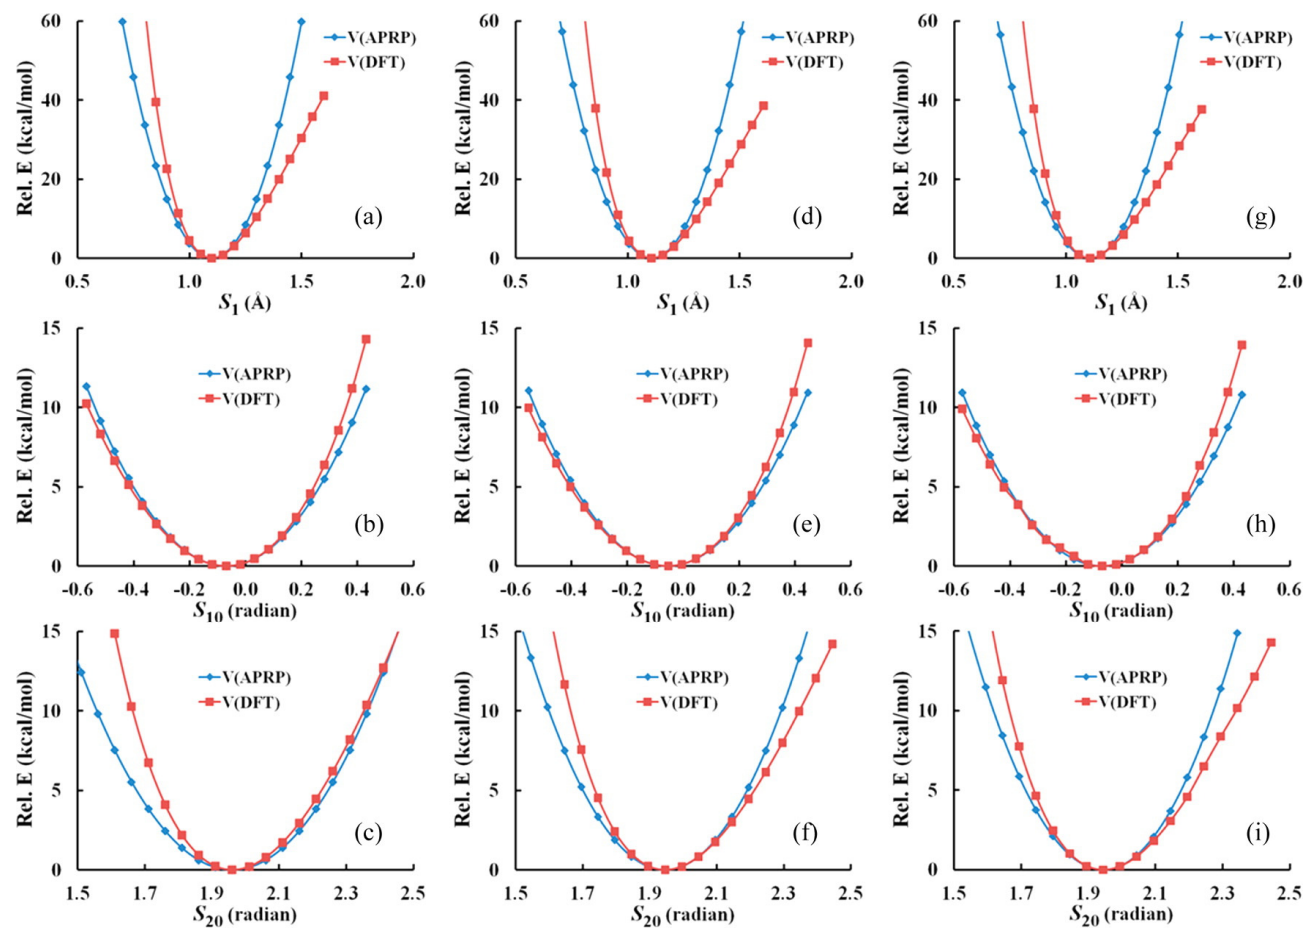 60
40
20
0
Rel. E (kcal/mol)
V(APRP)
V(DFT)
(a)
0.5 1.0 1.5 2.0
S1 (Å)
60
40
20
0
Rel. E (kcal/mol)
V(APRP)
V(DFT)
(d)
0.5 1.0 1.5 2.0
S1 (Å)
60
40
20
0
Rel. E (kcal/mol)
V(APRP)
V(DFT)
(g)
0.5 1.0 1.5 2.0
S1 (Å)
15
10
5
0
Rel. E (kcal/mol)
V(APRP)
V(DFT)
(b)
-0.6 -0.4 -0.2 0.0 0.2 0.4 0.6
S10 (radian)
15
10
5
0
Rel. E (kcal/mol)
V(APRP)
V(DFT)
(e)
-0.6 -0.4 -0.2 0.0 0.2 0.4 0.6
S10 (radian)
15
10
5
0
Rel. E (kcal/mol)
V(APRP)
V(DFT)
(h)
-0.6 -0.4 -0.2 0.0 0.2 0.4 0.6
S10 (radian)
15
10
5
0
Rel. E (kcal/mol)
V(APRP)
V(DFT)
(c)
1.5 1.7 1.9 2.1 2.3 2.5
S20 (radian)
15
10
5
0
Rel. E (kcal/mol)
V(APRP)
V(DFT)
(f)
1.5 1.7 1.9 2.1 2.3 2.5
S20 (radian)
15
10
5
0
Rel. E (kcal/mol)
V(APRP)
V(DFT)
(i)
1.5 1.7 1.9 2.1 2.3 2.5
S20 (radian)